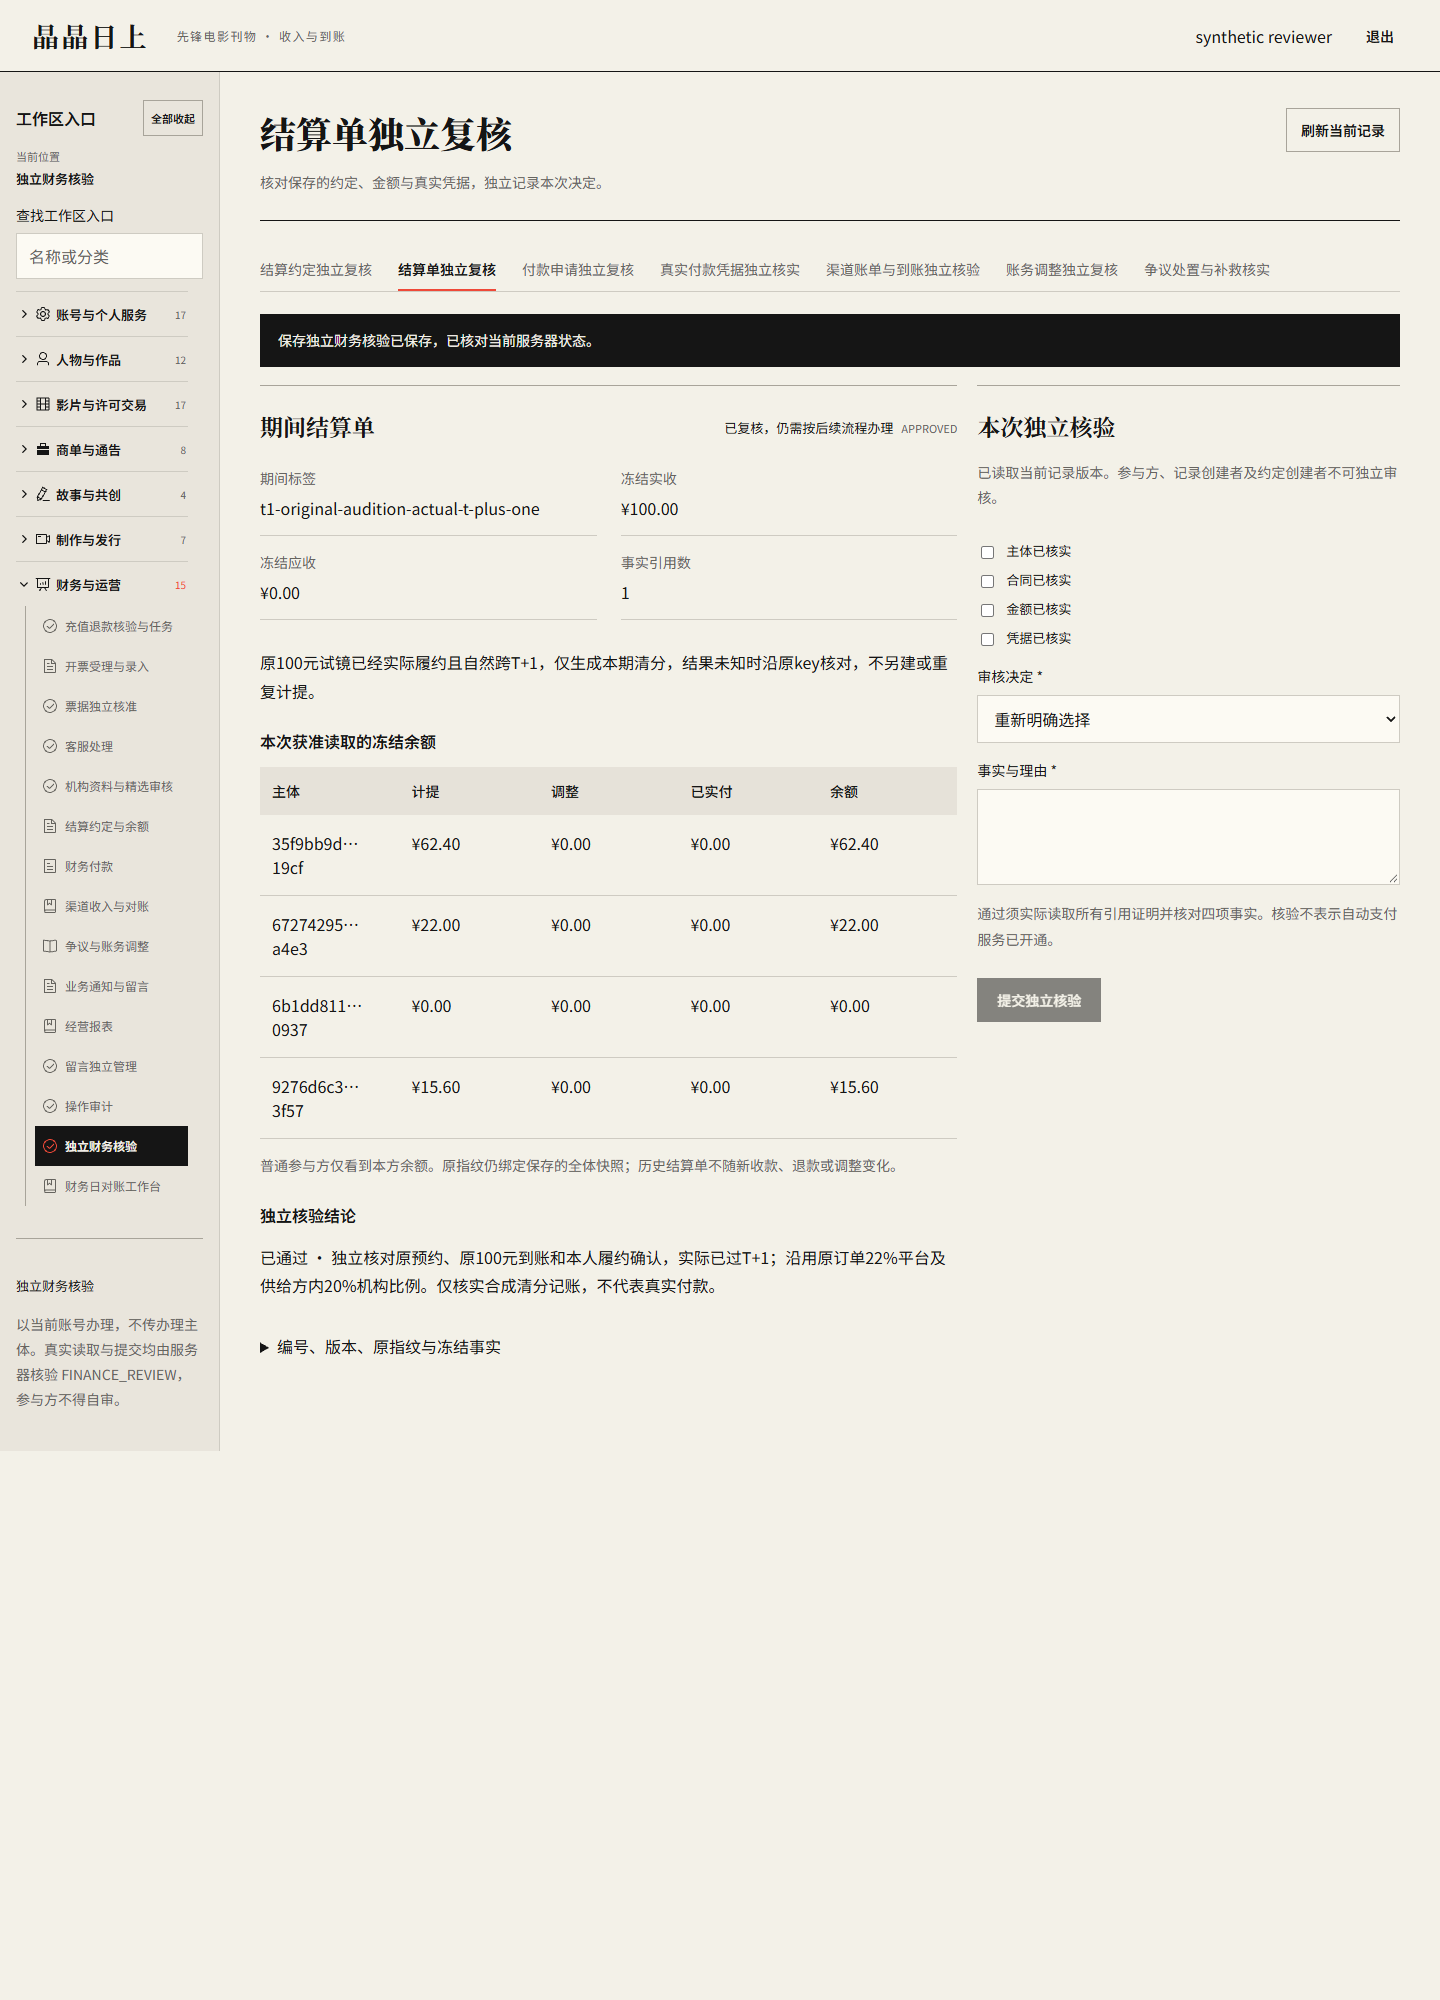 晶晶日上
先锋电影刊物 · 收入与到账
synthetic reviewer
退出
工作区入口
全部收起
当前位置
独立财务核验
查找工作区入口
名称或分类
账号与个人服务 17
人物与作品 12
影片与许可交易 17
商单与通告 8
故事与共创 4
制作与发行 7
财务与运营 15
充值退款核验与任务
开票受理与录入
票据独立核准
客服处理
机构资料与精选审核
结算约定与余额
财务付款
渠道收入与对账
争议与账务调整
业务通知与留言
经营报表
留言独立管理
操作审计
独立财务核验
财务日对账工作台
独立财务核验
以当前账号办理，不传办理主
体。真实读取与提交均由服务
器核验 FINANCE_REVIEW，
参与方不得自审。
结算单独立复核
刷新当前记录
核对保存的约定、金额与真实凭据，独立记录本次决定。
结算约定独立复核 结算单独立复核 付款申请独立复核 真实付款凭据独立核实 渠道账单与到账独立核验 账务调整独立复核 争议处置与补救核实
保存独立财务核验已保存，已核对当前服务器状态。
期间结算单
已复核，仍需按后续流程办理 APPROVED
期间标签
t1-original-audition-actual-t-plus-one
冻结实收
¥100.00
冻结应收
¥0.00
事实引用数
1
原100元试镜已经实际履约且自然跨T+1，仅生成本期清分，结果未知时沿原key核对，不另建或重
复计提。
本次获准读取的冻结余额
主体 计提 调整 已实付 余额
35f9bb9d… ¥62.40 ¥0.00 ¥0.00 ¥62.40
19cf
67274295… ¥22.00 ¥0.00 ¥0.00 ¥22.00
a4e3
6b1dd811… ¥0.00 ¥0.00 ¥0.00 ¥0.00
0937
9276d6c3… ¥15.60 ¥0.00 ¥0.00 ¥15.60
3f57
普通参与方仅看到本方余额。原指纹仍绑定保存的全体快照；历史结算单不随新收款、退款或调整变化。
独立核验结论
已通过 · 独立核对原预约、原100元到账和本人履约确认，实际已过T+1；沿用原订单22%平台及
供给方内20%机构比例。仅核实合成清分记账，不代表真实付款。
编号、版本、原指纹与冻结事实
本次独立核验
已读取当前记录版本。参与方、记录创建者及约定创建者不可独立审
核。
主体已核实
合同已核实
金额已核实
凭据已核实
审核决定 *
重新明确选择
事实与理由 *
通过须实际读取所有引用证明并核对四项事实。核验不表示自动支付
服务已开通。
提交独立核验